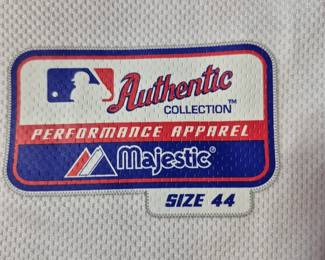 Authentic
COLLECTION™
PERFORMANCE APPAREL
Majestic®
SIZE 44